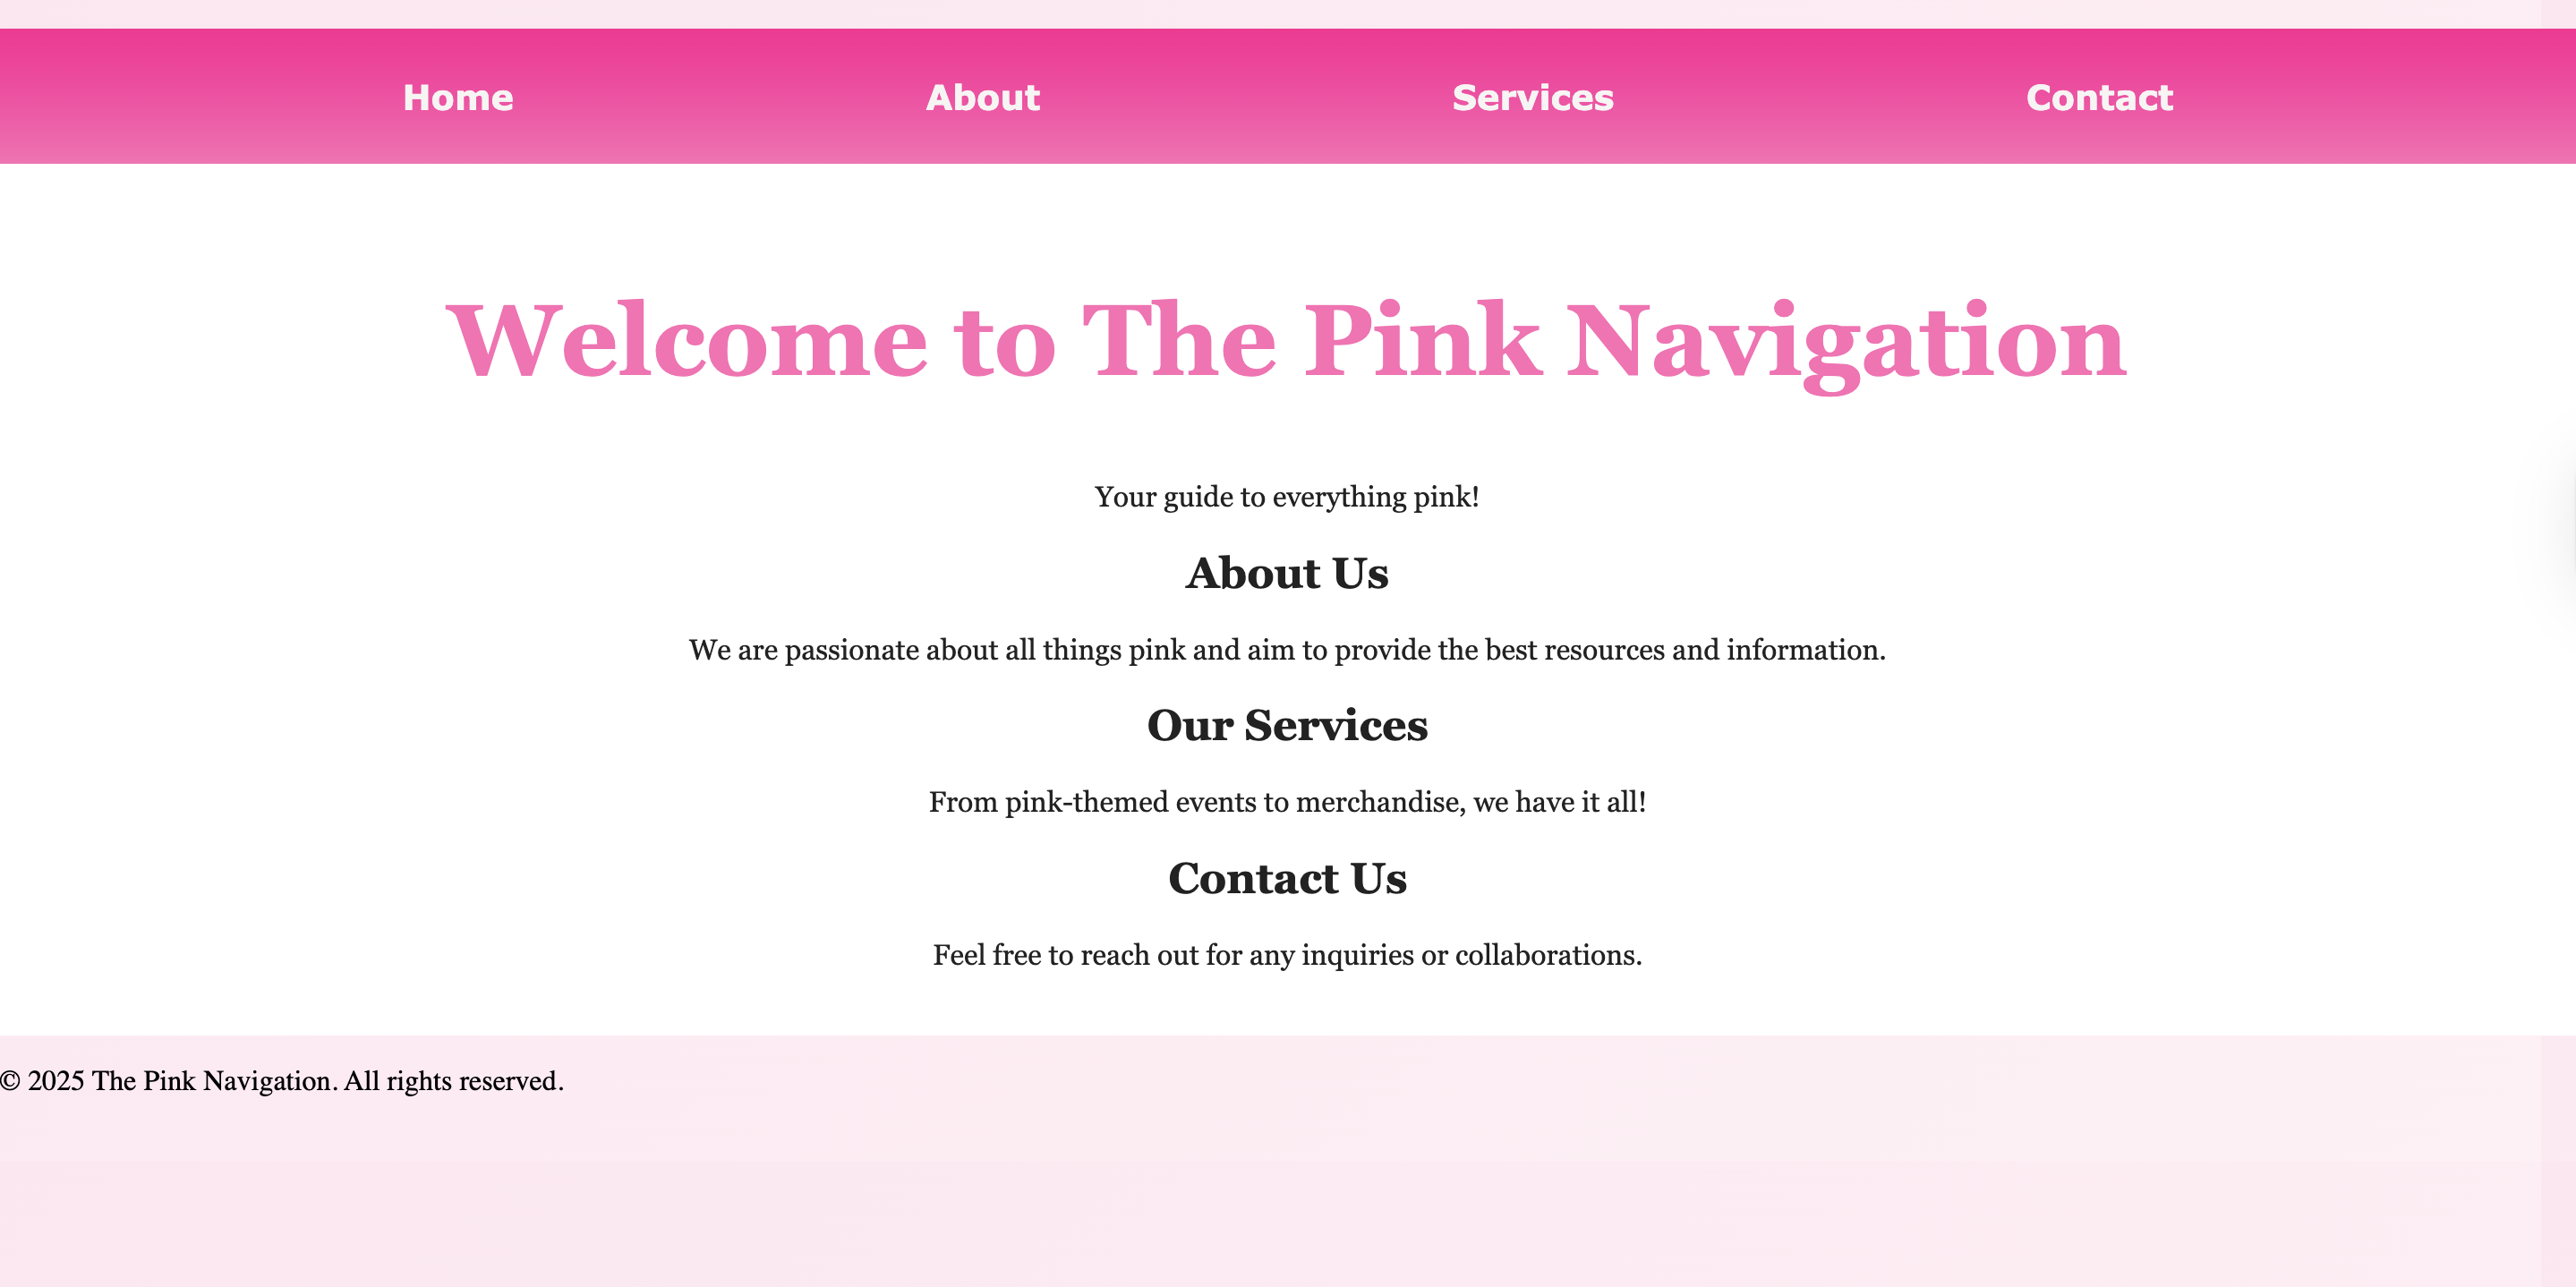 Home About Services Contact
Welcome to The Pink Navigation
Your guide to everything pink!
About Us
We are passionate about all things pink and aim to provide the best resources and information.
Our Services
From pink-themed events to merchandise, we have it all!
Contact Us
Feel free to reach out for any inquiries or collaborations.
© 2025 The Pink Navigation. All rights reserved.